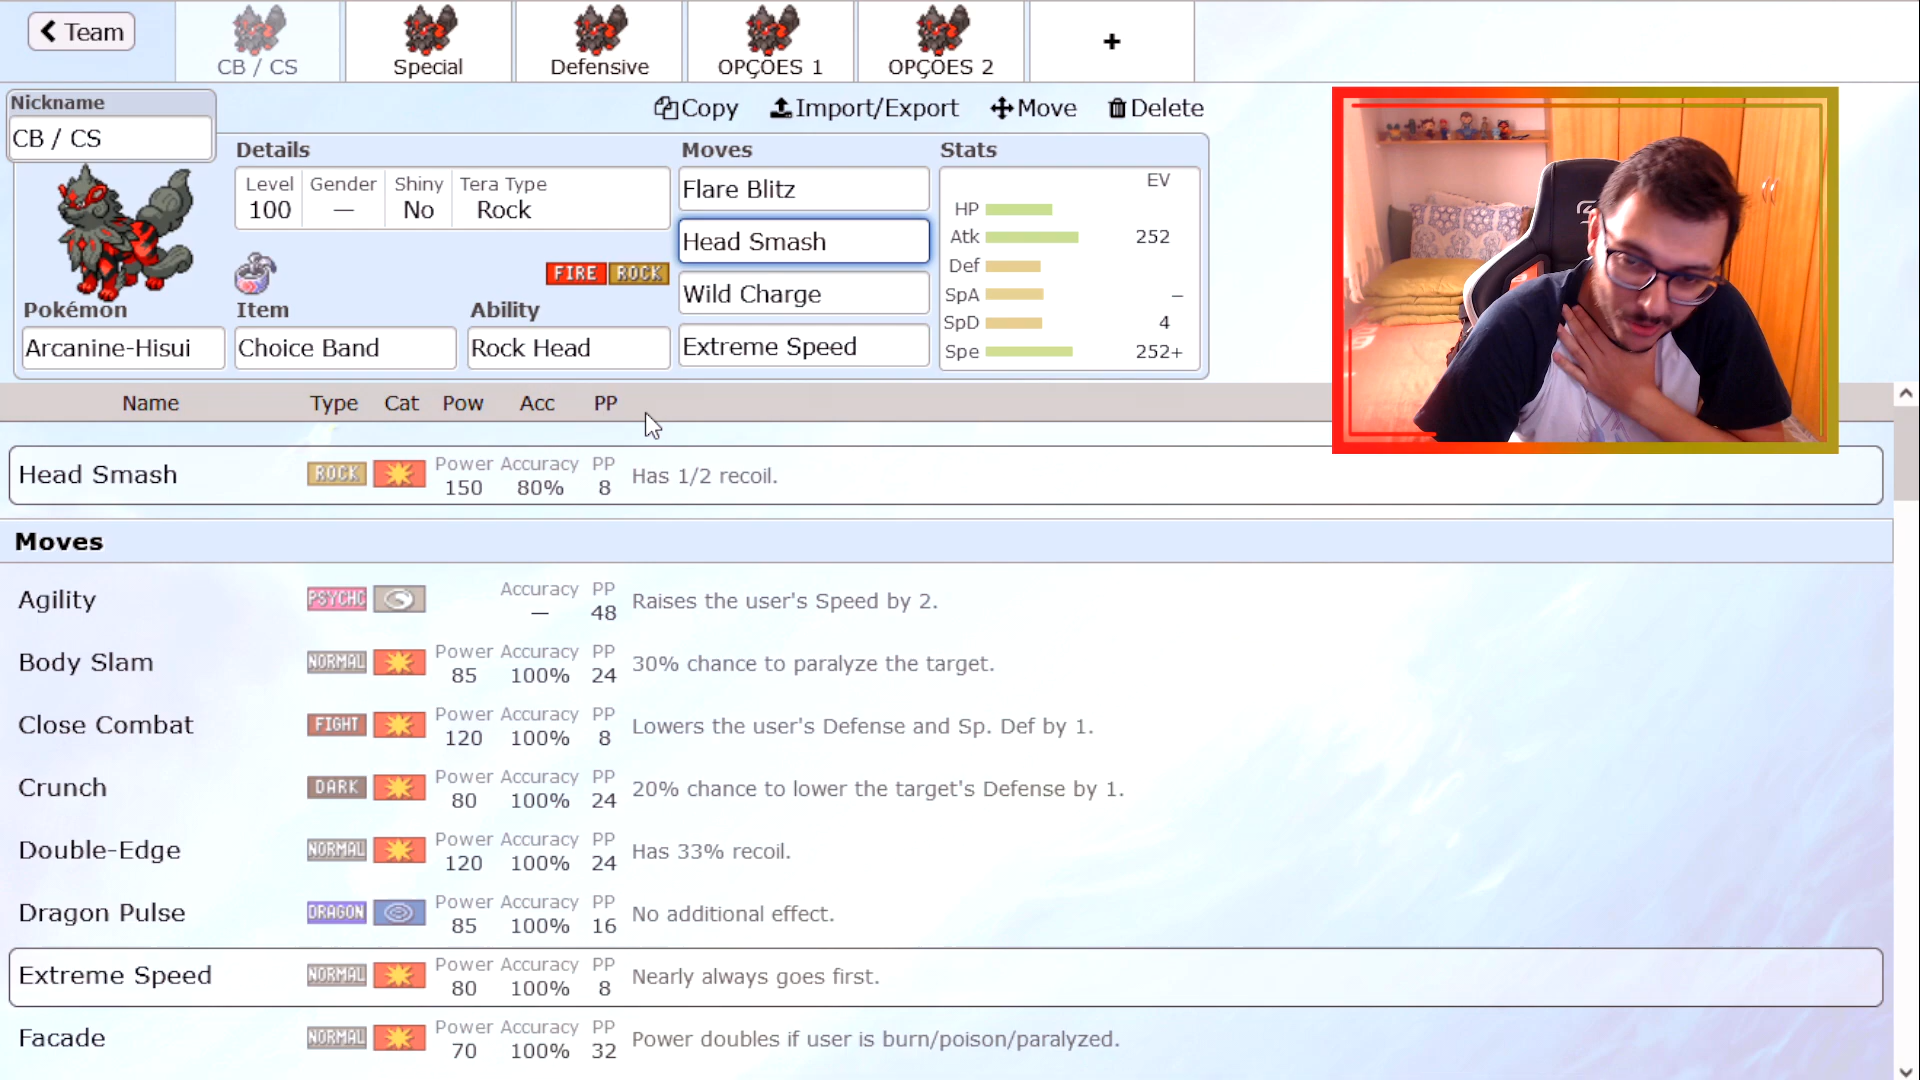 Team
CB / CS
Special
Defensive
OPÇÕES 1
OPÇÕES 2
+
Nickname
CB / CS
Copy
Import/Export
Move
Delete
Details
Moves
Stats
Level
100
Gender
—
Shiny
No
Tera Type
Rock
FIRE ROCK
Pokémon
Arcanine-Hisui
Item
Choice Band
Ability
Rock Head
Flare Blitz
Head Smash
Wild Charge
Extreme Speed
EV
HP
Atk 252
Def
SpA –
SpD 4
Spe 252+
Name Type Cat Pow Acc PP
Head Smash ROCK Power 150 Accuracy 80% PP 8 Has 1/2 recoil.
Moves
Agility PSYCHC Accuracy — PP 48 Raises the user's Speed by 2.
Body Slam NORMAL Power 85 Accuracy 100% PP 24 30% chance to paralyze the target.
Close Combat FIGHT Power 120 Accuracy 100% PP 8 Lowers the user's Defense and Sp. Def by 1.
Crunch DARK Power 80 Accuracy 100% PP 24 20% chance to lower the target's Defense by 1.
Double-Edge NORMAL Power 120 Accuracy 100% PP 24 Has 33% recoil.
Dragon Pulse DRAGON Power 85 Accuracy 100% PP 16 No additional effect.
Extreme Speed NORMAL Power 80 Accuracy 100% PP 8 Nearly always goes first.
Facade NORMAL Power 70 Accuracy 100% PP 32 Power doubles if user is burn/poison/paralyzed.